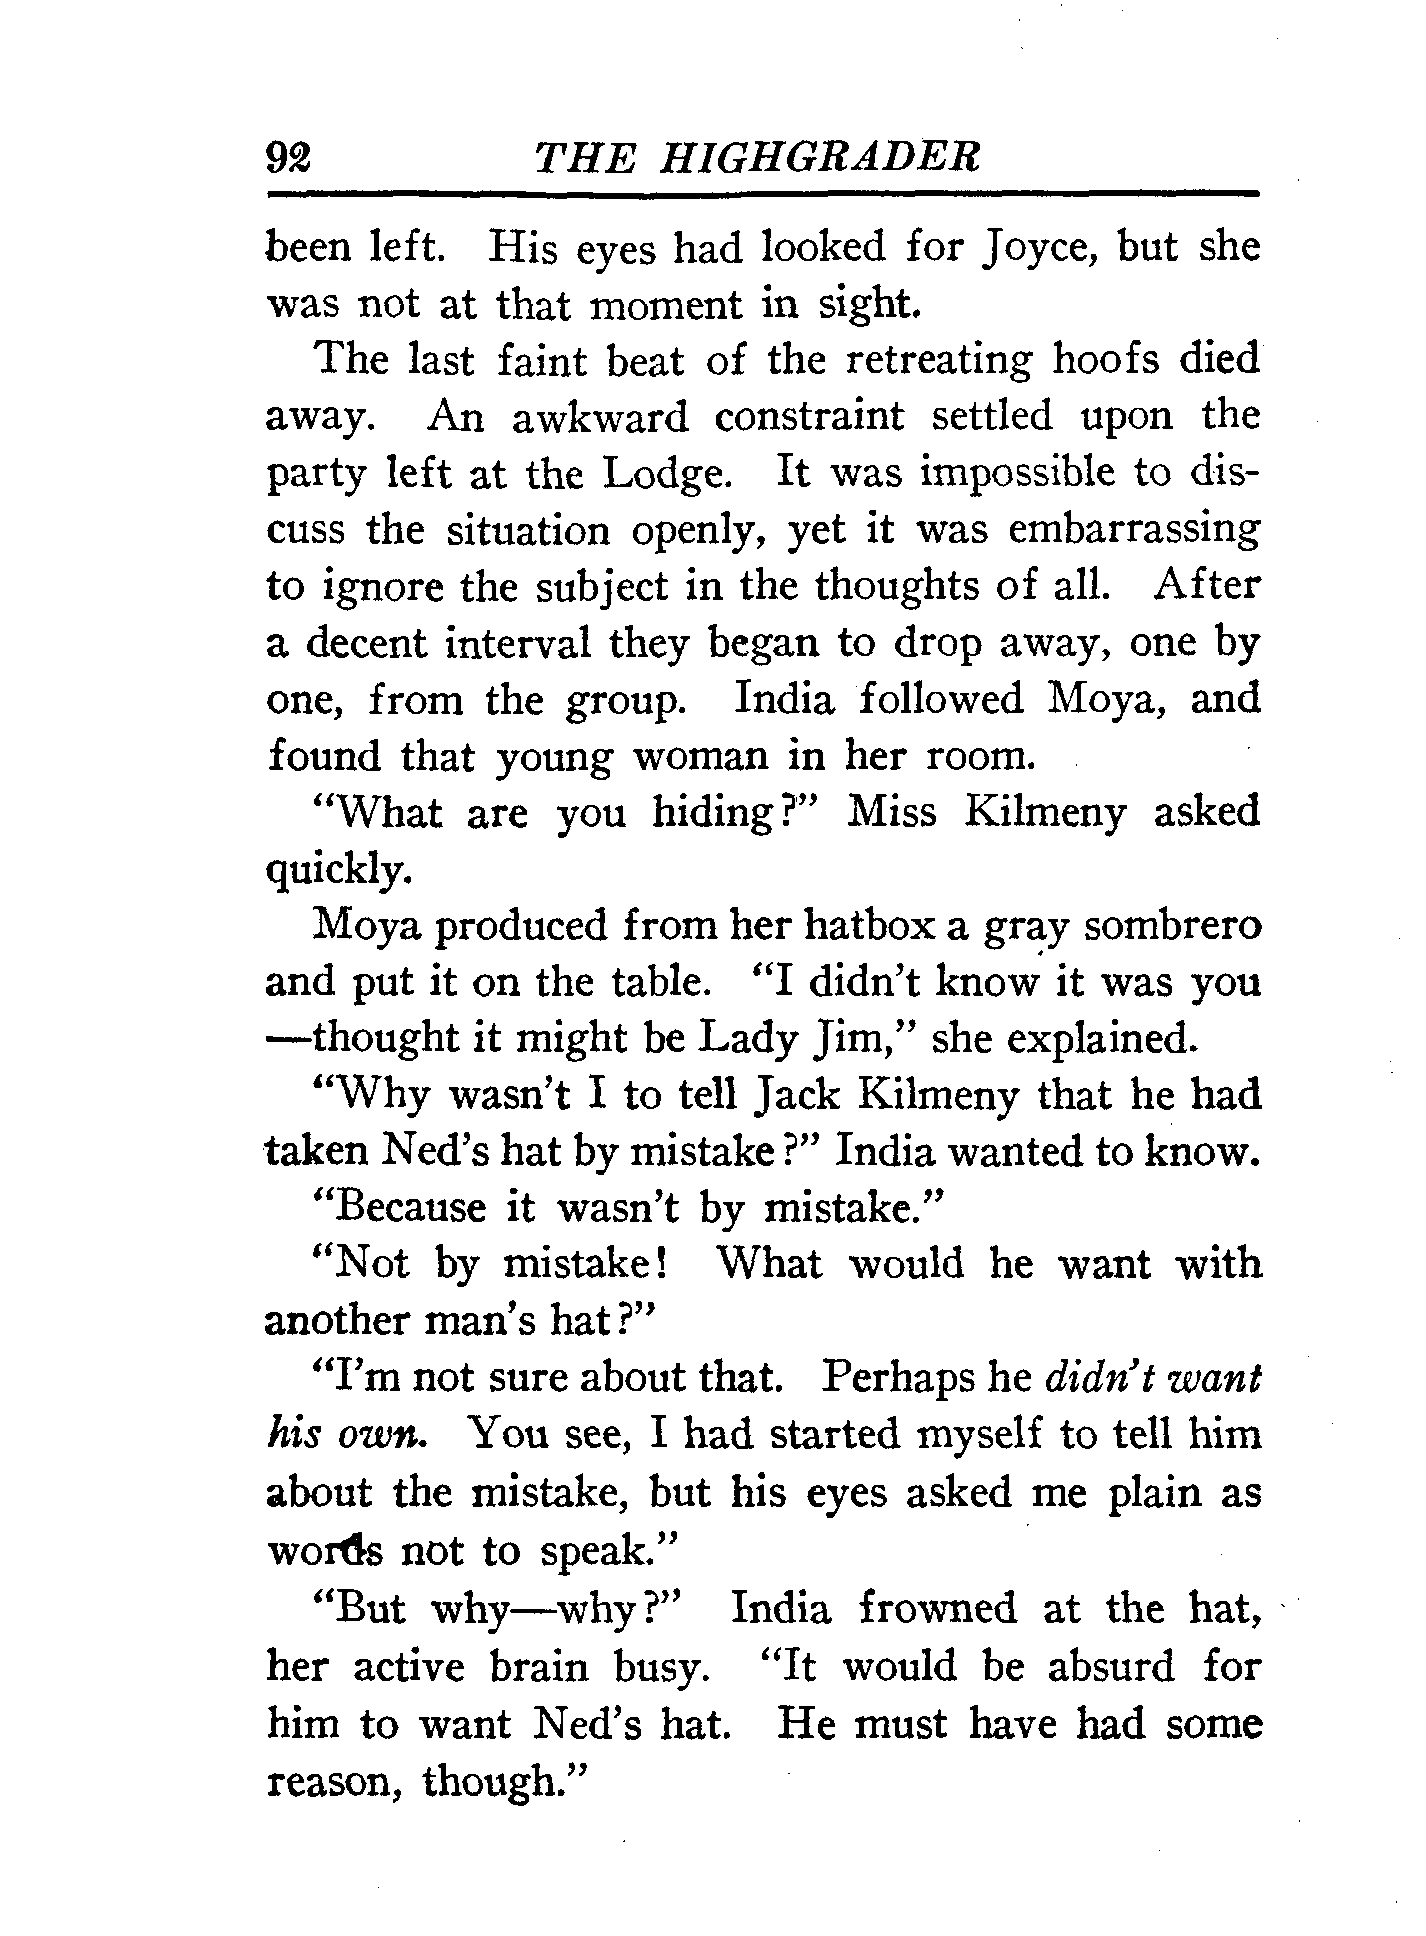 92 THE HIGHGRADER
been left. His eyes had looked for Joyce, but she
was not at that moment in sight.
The last faint beat of the retreating hoofs died
away. An awkward constraint settled upon the
party left at the Lodge. It was impossible to dis-
cuss the situation openly, yet it was embarrassing
to ignore the subject in the thoughts of all. After
a decent interval they began to drop away, one by
one, from the group. India followed Moya, and
found that young woman in her room.
"What are you hiding?" Miss Kilmeny asked
quickly.
Moya produced from her hatbox a gray sombrero
and put it on the table. "I didn't know it was you
—thought it might be Lady Jim," she explained.
"Why wasn't I to tell Jack Kilmeny that he had
taken Ned's hat by mistake?" India wanted to know.
"Because it wasn't by mistake."
"Not by mistake! What would he want with
another man's hat?"
"I'm not sure about that. Perhaps he didn't want
his own. You see, I had started myself to tell him
about the mistake, but his eyes asked me plain as
words not to speak."
"But why—why?" India frowned at the hat,
her active brain busy. "It would be absurd for
him to want Ned's hat. He must have had some
reason, though."